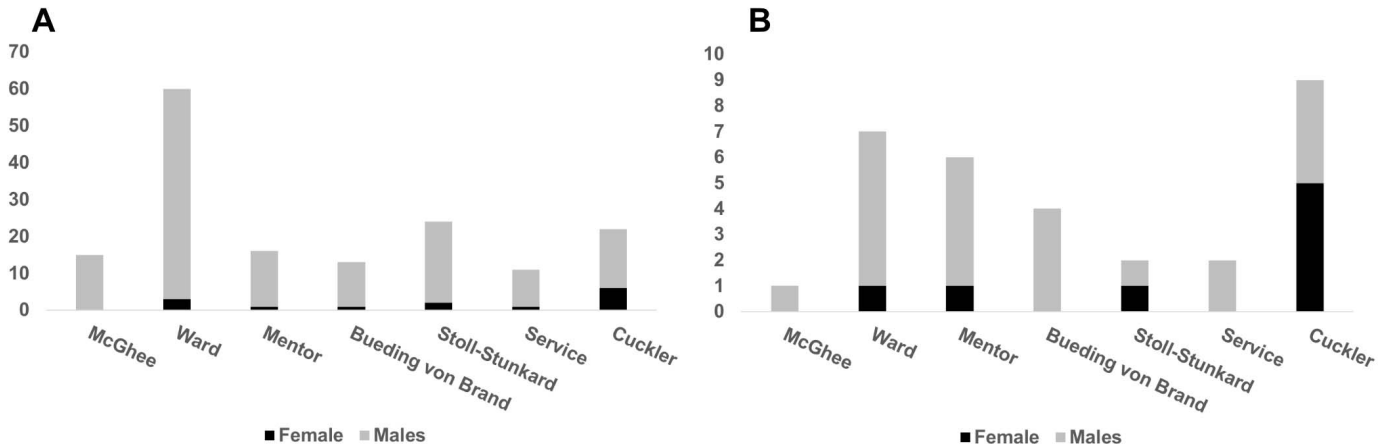 A
70
60
50
40
30
20
10
0
McGhee
Ward
Mentor
Bueding von Brand
Stoll-Stunkard
Service
Cuckler
Female Males
B
10
9
8
7
6
5
4
3
2
1
0
McGhee
Ward
Mentor
Bueding von Brand
Stoll-Stunkard
Service
Cuckler
Female Males